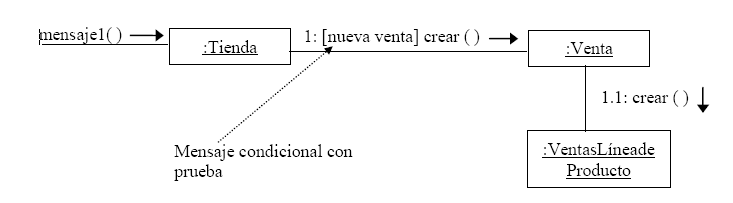 mensaje1( )
:Tienda
1: [nueva venta] crear ( )
:Venta
1.1: crear ( )
Mensaje condicional con
prueba
:VentasLíneade
Producto